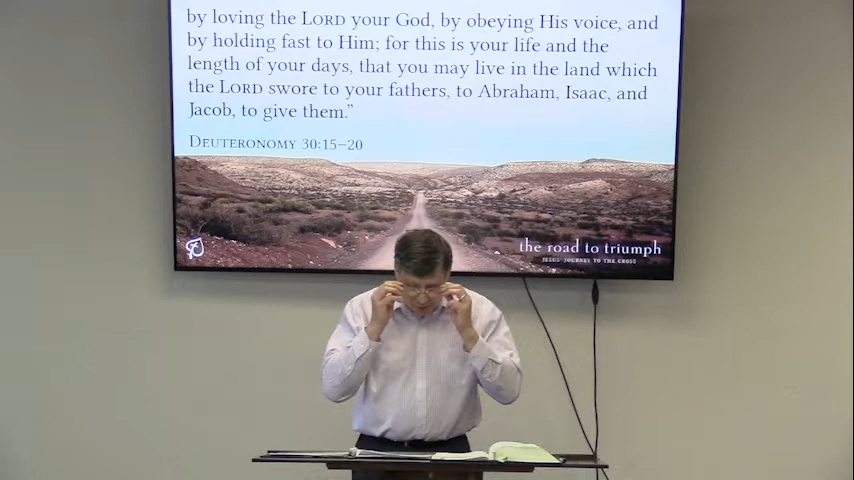 by loving the LORD your God, by obeying His voice, and
by holding fast to Him; for this is your life and the
length of your days, that you may live in the land which
the LORD swore to your fathers, to Abraham, Isaac, and
Jacob, to give them.”
DEUTERONOMY 30:15–20
the road to triumph
JESUS' JOURNEY TO THE CROSS